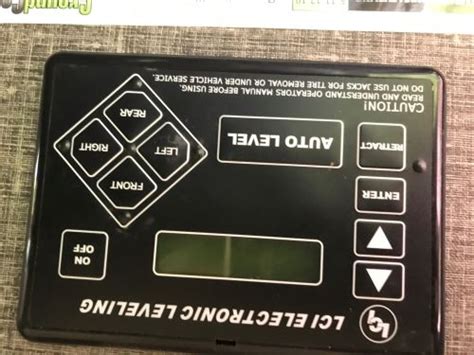 LCI
LCI ELECTRONIC LEVELING
ON
OFF
ENTER
FRONT
RETRACT
AUTO LEVEL
LEFT
RIGHT
REAR
CAUTION!
READ AND UNDERSTAND OPERATORS MANUAL BEFORE USING.
DO NOT USE JACKS FOR TIRE REMOVAL OR UNDER VEHICLE SERVICE.